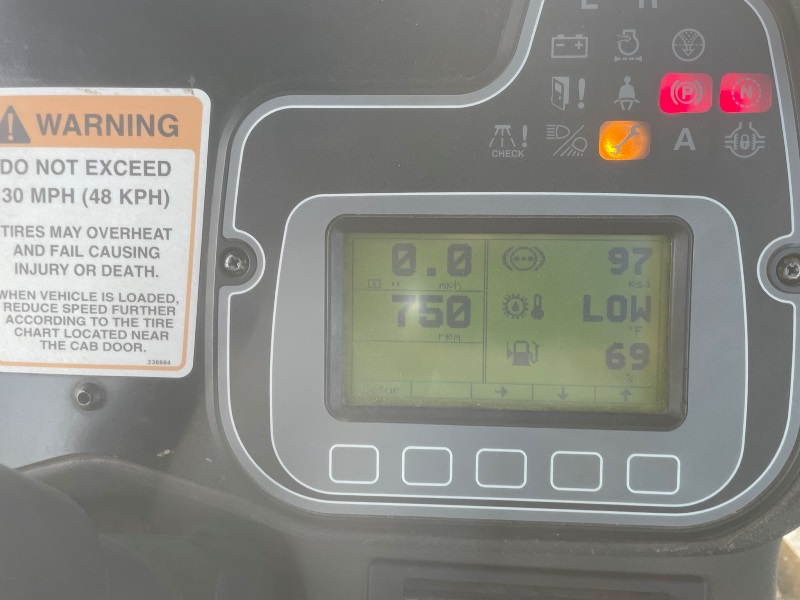 P
N
CHECK
A
WARNING
DO NOT EXCEED
30 MPH (48 KPH)
TIRES MAY OVERHEAT
AND FAIL CAUSING
INJURY OR DEATH.
WHEN VEHICLE IS LOADED,
REDUCE SPEED FURTHER
ACCORDING TO THE TIRE
CHART LOCATED NEAR
THE CAB DOOR.
0.0
mph
750
rpm
97
LOW
°F
69
%